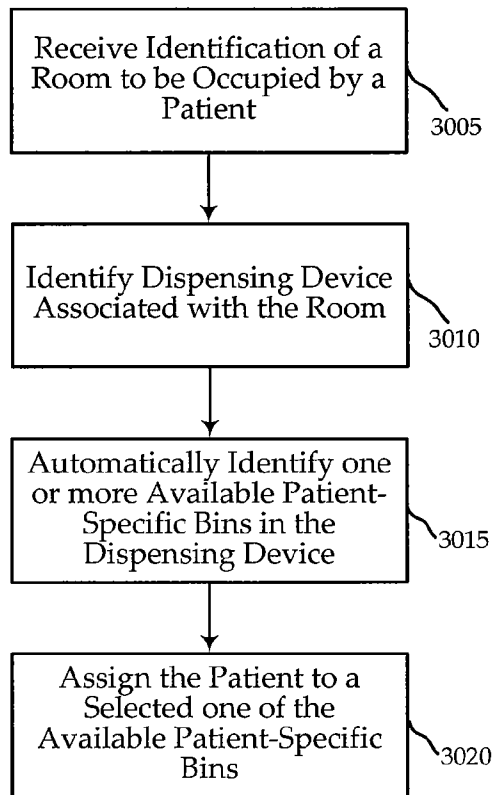 Receive Identification of a
Room to be Occupied by a
Patient
3005
Identify Dispensing Device
Associated with the Room
3010
Automatically Identify one
or more Available Patient-
Specific Bins in the
Dispensing Device
3015
Assign the Patient to a
Selected one of the
Available Patient-Specific
Bins
3020